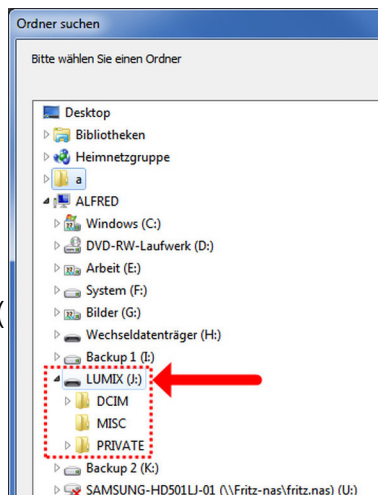 Ordner suchen
Bitte wählen Sie einen Ordner
Desktop
Bibliotheken
Heimnetzgruppe
a
ALFRED
Windows (C:)
DVD-RW-Laufwerk (D:)
Arbeit (E:)
System (F:)
(
Bilder (G:)
Wechseldatenträger (H:)
Backup 1 (I:)
LUMIX (J:)
DCIM
MISC
PRIVATE
Backup 2 (K:)
SAMSUNG-HD501LJ-01 (\\Fritz-nas\fritz.nas) (U:)